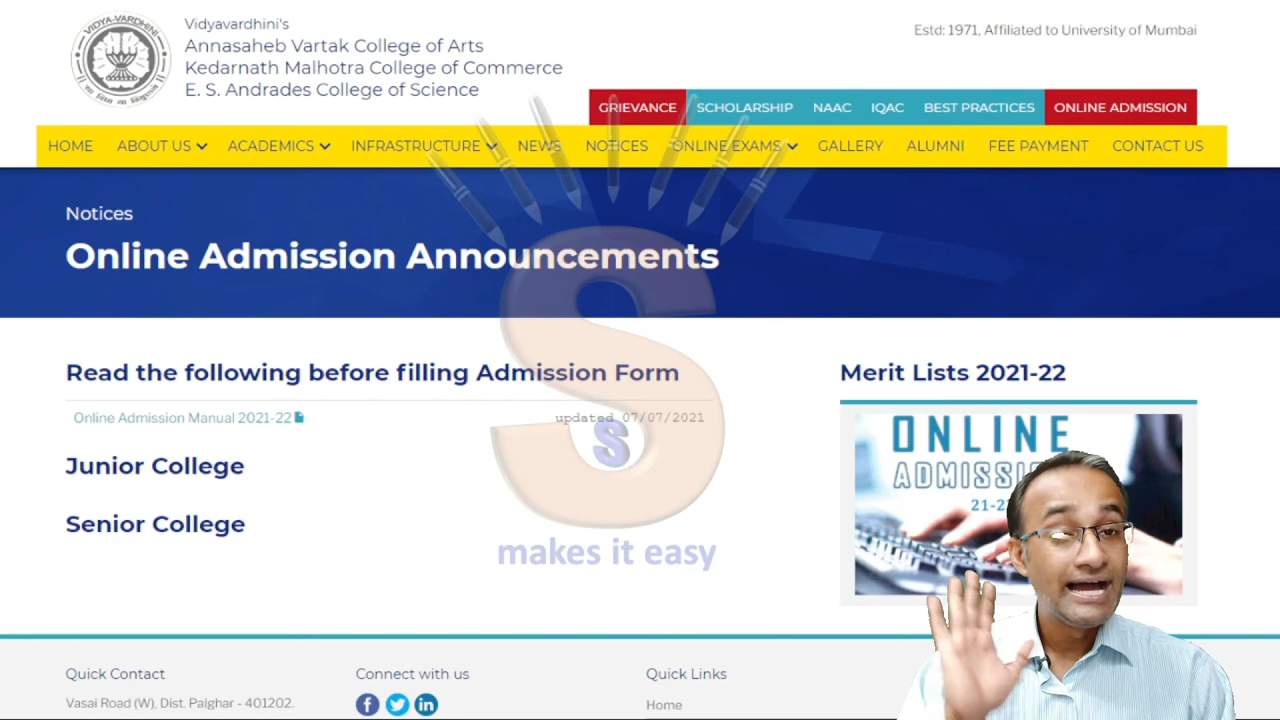 VIDYA-VARDHINI
Vidyavardhini's
Annasaheb Vartak College of Arts
Kedarnath Malhotra College of Commerce
E. S. Andrades College of Science
Estd: 1971, Affiliated to University of Mumbai
GRIEVANCE SCHOLARSHIP NAAC IQAC BEST PRACTICES ONLINE ADMISSION
HOME ABOUT US ACADEMICS INFRASTRUCTURE NEWS NOTICES ONLINE EXAMS GALLERY ALUMNI FEE PAYMENT CONTACT US
Notices
Online Admission Announcements
Read the following before filling Admission Form
Online Admission Manual 2021-22
updated 07/07/2021
Junior College
Senior College
Merit Lists 2021-22
ONLINE
S
S
makes it easy
Quick Contact
Vasai Road (W), Dist. Palghar - 401202.
Connect with us
Quick Links
Home